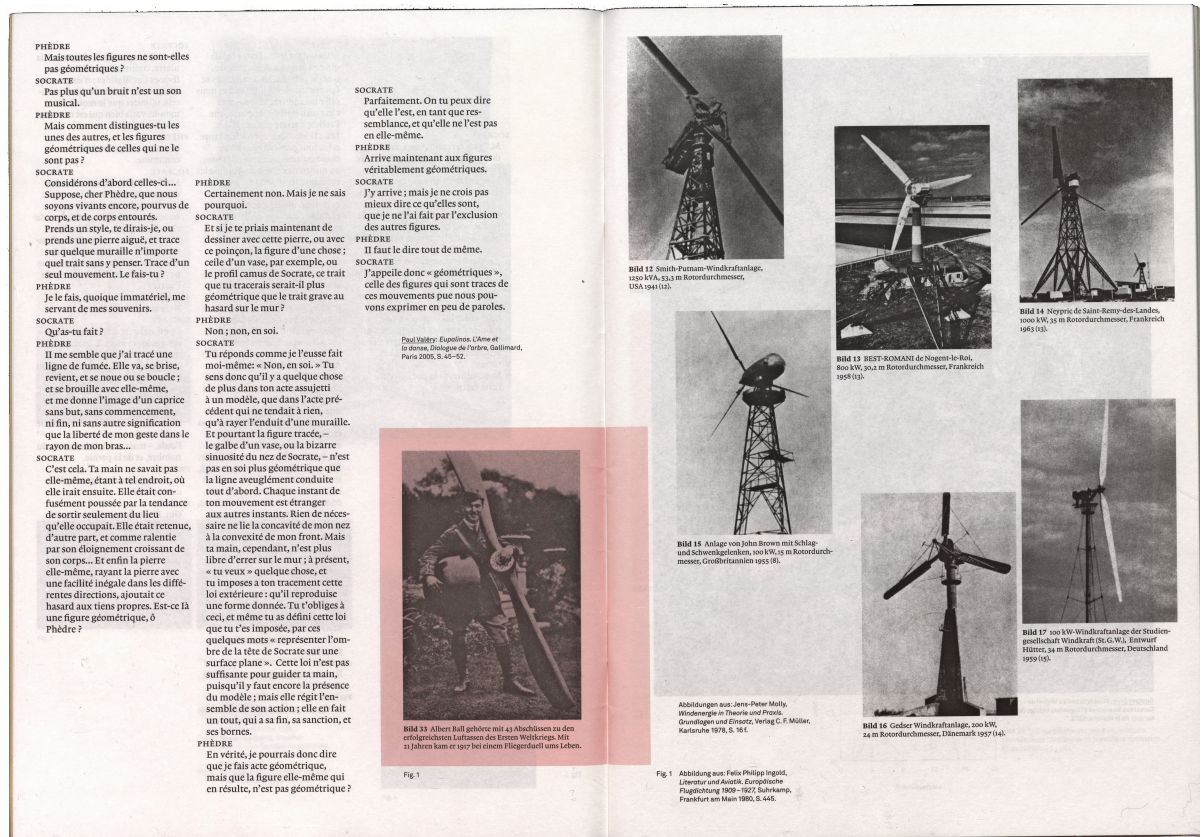 PHÈDRE
Mais toutes les figures ne sont-elles
pas géométriques ?
SOCRATE
Pas plus qu'un bruit n'est un son
musical.
PHÈDRE
Mais comment distingues-tu les
unes des autres, et les figures
géométriques de celles qui ne le
sont pas ?
SOCRATE
Considérons d'abord celles-ci...
Suppose, cher Phèdre, que nous
soyons vivants encore, pourvus de
corps, et de corps entourés.
Prends un style, te dirais-je, ou
prends une pierre aiguë, et trace
sur quelque muraille n'importe
quel trait sans y penser. Trace d'un
seul mouvement. Le fais-tu ?
PHÈDRE
Je le fais, quoique immatériel, me
servant de mes souvenirs.
SOCRATE
Qu'as-tu fait ?
PHÈDRE
II me semble que j'ai tracé une
ligne de fumée. Elle va, se brise,
revient, et se noue ou se boucle ;
et se brouille avec elle-même,
et me donne l'image d'un caprice
sans but, sans commencement,
ni fin, ni sans autre signification
que la liberté de mon geste dans le
rayon de mon bras...
SOCRATE
C'est cela. Ta main ne savait pas
elle-même, étant à tel endroit, où
elle irait ensuite. Elle était con-
fusément poussée par la tendance
de sortir seulement du lieu
qu'elle occupait. Elle était retenue,
d'autre part, et comme ralentie
par son éloignement croissant de
son corps... Et enfin la pierre
elle-même, rayant la pierre avec
une facilité inégale dans les diffé-
rentes directions, ajoutait ce
hasard aux tiens propres. Est-ce Ià
une figure géométrique, ô
Phèdre ?
PHÈDRE
Certainement non. Mais je ne sais
pourquoi.
SOCRATE
Et si je te priais maintenant de
dessiner avec cette pierre, ou avec
ce poinçon, la figure d'une chose ;
ceile d'un vase, par exemple, ou
le profil camus de Socrate, ce trait
que tu tracerais serait-il plus
géométrique que le trait grave au
hasard sur le mur ?
PHÈDRE
Non ; non, en soi.
SOCRATE
Tu réponds comme je l'eusse fait
moi-même: « Non, en soi. » Tu
sens donc qu'il y a quelque chose
de plus dans ton acte assujetti
à un modèle, que dans l'acte pré-
cédent qui ne tendait à rien,
qu'à rayer l'enduit d'une muraille.
Et pourtant la figure tracée, –
le galbe d'un vase, ou la bizarre
sinuosité du nez de Socrate, – n'est
pas en soi plus géométrique que
la ligne aveuglément conduite
tout d'abord. Chaque instant de
ton mouvement est étranger
aux autres instants. Rien de néces-
saire ne lie la concavité de mon nez
à la convexité de mon front. Mais
ta main, cependant, n'est plus
libre d'errer sur le mur ; à présent,
« tu veux » quelque chose, et
tu imposes a ton tracement cette
loi extérieure : qu'il reproduise
une forme donnée. Tu t'obliges à
ceci, et même tu as défini cette loi
que tu t'es imposée, par ces
quelques mots « représenter l'om-
bre de la tête de Socrate sur une
surface plane ». Cette loi n'est pas
suffisante pour guider ta main,
puisqu'il y faut encore la présence
du modèle ; mais elle régit l'en-
semble de son action ; elle en fait
un tout, qui a sa fin, sa sanction, et
ses bornes.
PHÈDRE
En vérité, je pourrais donc dire
que je fais acte géométrique,
mais que la figure elle-même qui
en résulte, n'est pas géométrique ?
SOCRATE
Parfaitement. On tu peux dire
qu'elle l'est, en tant que res-
semblance, et qu'elle ne l'est pas
en elle-même.
PHÈDRE
Arrive maintenant aux figures
véritablement géométriques.
SOCRATE
J'y arrive ; mais je ne crois pas
mieux dire ce qu'elles sont,
que je ne l'ai fait par l'exclusion
des autres figures.
PHÈDRE
II faut le dire tout de même.
SOCRATE
J'appeile donc « géométriques »,
celle des figures qui sont traces de
ces mouvements pue nous pou-
vons exprimer en peu de paroles.
Paul Valéry: Eupalinos. L'Ame et
la danse, Dialogue de l'arbre, Gallimard,
Paris 2005, S. 45–52.
Bild 33 Albert Ball gehörte mit 43 Abschüssen zu den
erfolgreichsten Luftassen des Ersten Weltkriegs. Mit
21 Jahren kam er 1917 bei einem Fliegerduell ums Leben.
Fig. 1
Bild 12 Smith-Putnam-Windkraftanlage,
1250 kVA, 53,3 m Rotordurchmesser,
USA 1941 (12).
Bild 13 BEST-ROMANI de Nogent-le-Roi,
800 kW, 30,2 m Rotordurchmesser, Frankreich
1958 (13).
Bild 14 Neypric de Saint-Remy-des-Landes,
1000 kW, 35 m Rotordurchmesser, Frankreich
1963 (13).
Bild 15 Anlage von John Brown mit Schlag-
und Schwenkgelenken, 100 kW, 15 m Rotordurch-
messer, Großbritannien 1955 (8).
Bild 16 Gedser Windkraftanlage, 200 kW,
24 m Rotordurchmesser, Dänemark 1957 (14).
Bild 17 100 kW-Windkraftanlage der Studien-
gesellschaft Windkraft (St.G.W.), Entwurf
Hütter, 34 m Rotordurchmesser, Deutschland
1959 (15).
Abbildungen aus: Jens-Peter Molly,
Windenergie in Theorie und Praxis.
Grundlagen und Einsatz, Verlag C. F. Müller,
Karlsruhe 1978, S. 16 f.
Fig. 1 Abbildung aus: Felix Philipp Ingold,
Literatur und Aviatik. Europäische
Flugdichtung 1909–1927, Suhrkamp,
Frankfurt am Main 1980, S. 445.